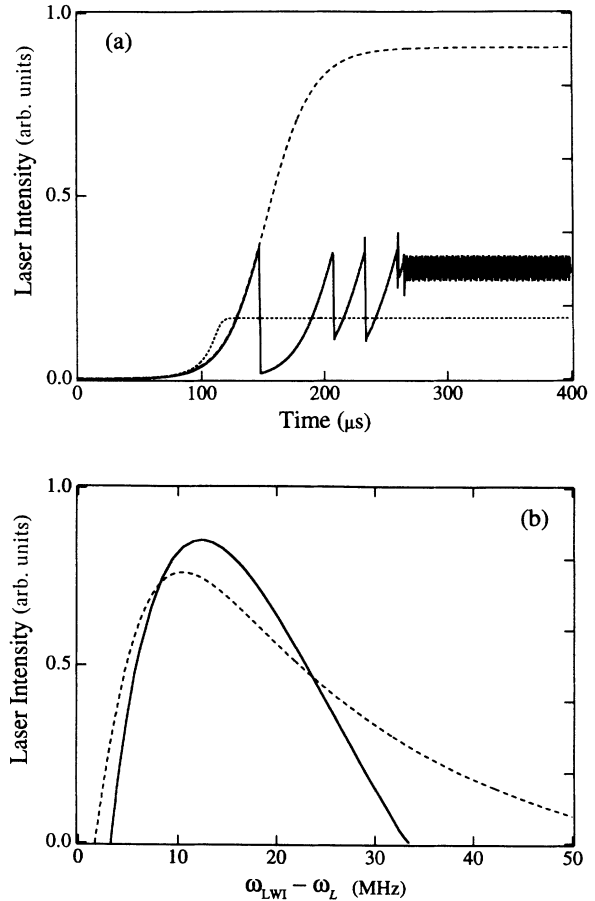 (a)
1.0
0.5
0.0
Laser Intensity (arb. units)
0 100 200 300 400
Time (μs)
(b)
1.0
0.5
0.0
Laser Intensity (arb. units)
0 10 20 30 40 50
ω_LWI − ω_L (MHz)